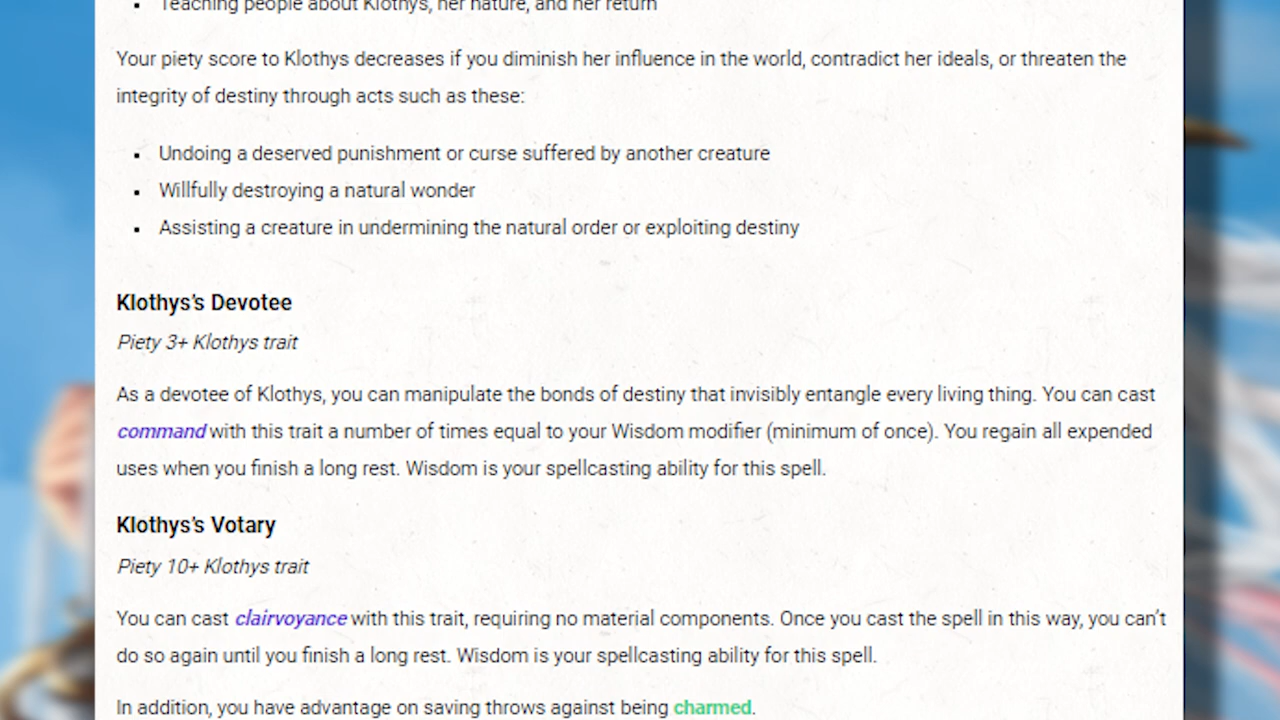 Teaching people about Klothys, her nature, and her return
Your piety score to Klothys decreases if you diminish her influence in the world, contradict her ideals, or threaten the
integrity of destiny through acts such as these:
Undoing a deserved punishment or curse suffered by another creature
Willfully destroying a natural wonder
Assisting a creature in undermining the natural order or exploiting destiny
Klothys’s Devotee
Piety 3+ Klothys trait
As a devotee of Klothys, you can manipulate the bonds of destiny that invisibly entangle every living thing. You can cast
command with this trait a number of times equal to your Wisdom modifier (minimum of once). You regain all expended
uses when you finish a long rest. Wisdom is your spellcasting ability for this spell.
Klothys’s Votary
Piety 10+ Klothys trait
You can cast clairvoyance with this trait, requiring no material components. Once you cast the spell in this way, you can’t
do so again until you finish a long rest. Wisdom is your spellcasting ability for this spell.
In addition, you have advantage on saving throws against being charmed.